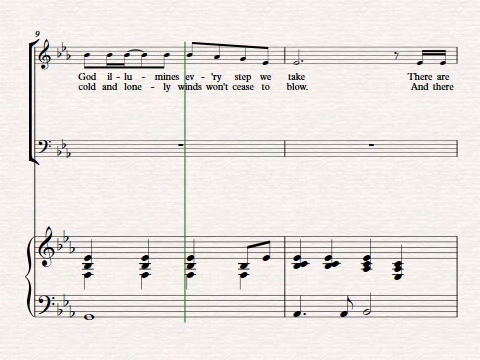 9
God il - lu - mines ev - 'ry step we take There are
cold and lone - ly winds won't cease to blow. And there